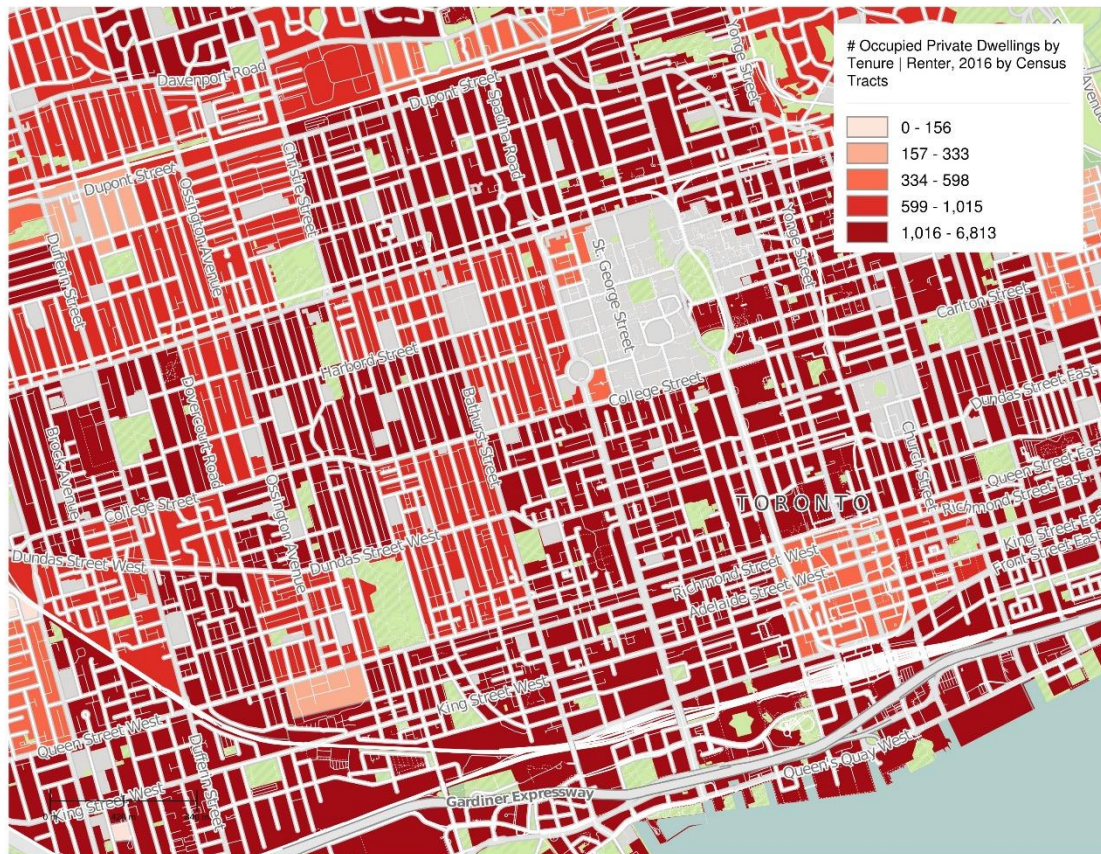 # Occupied Private Dwellings by
Tenure | Renter, 2016 by Census
Tracts
0 - 156
157 - 333
334 - 598
599 - 1,015
1,016 - 6,813
Davenport Road
Yonge Street
Avenue
Dupont Street
Spadina Road
Christie Street
Dupont Street
Ossington Avenue
Dufferin Street
Yonge Street
St. George Street
Carlton Street
Harbord Street
College Street
Bathurst Street
Dundas Street East
Dovercourt Road
Brock Avenue
Church Street
Queen Street East
College Street
Ossington Avenue
TORONTO
Richmond Street East
Dundas Street West
Dundas Street West
King Street East
Front Street East
Richmond Street West
Adelaide Street West
King Street West
Queen Street West
Dufferin Street
Queen's Quay West
King Street West
Gardiner Expressway